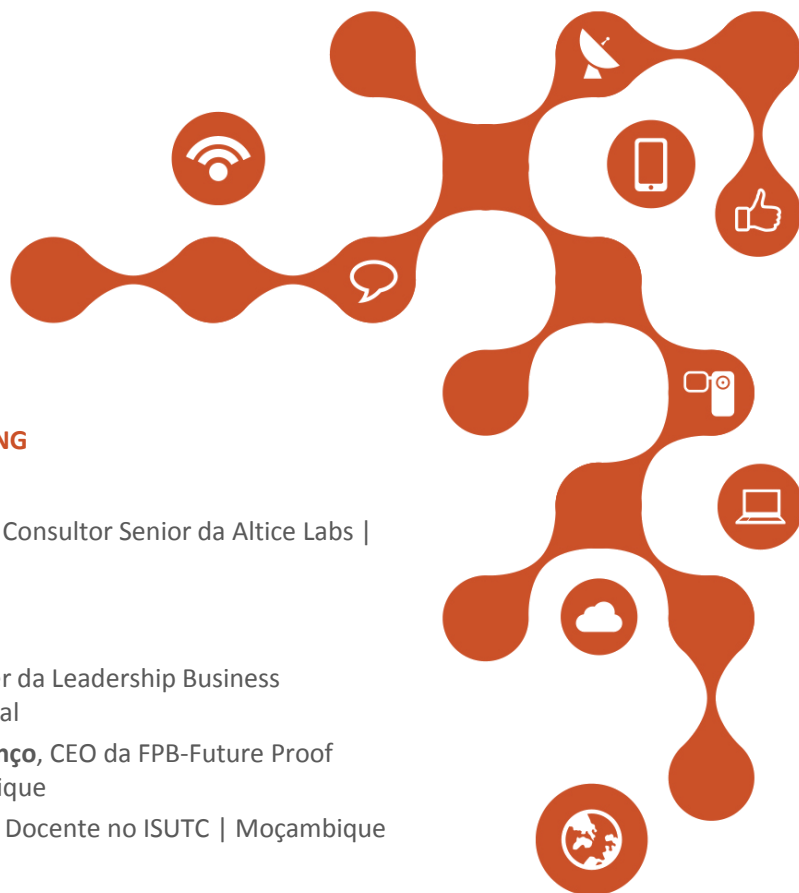 NG
Consultor Senior da Altice Labs |
r da Leadership Business
al
nço, CEO da FPB-Future Proof
ique
Docente no ISUTC | Moçambique